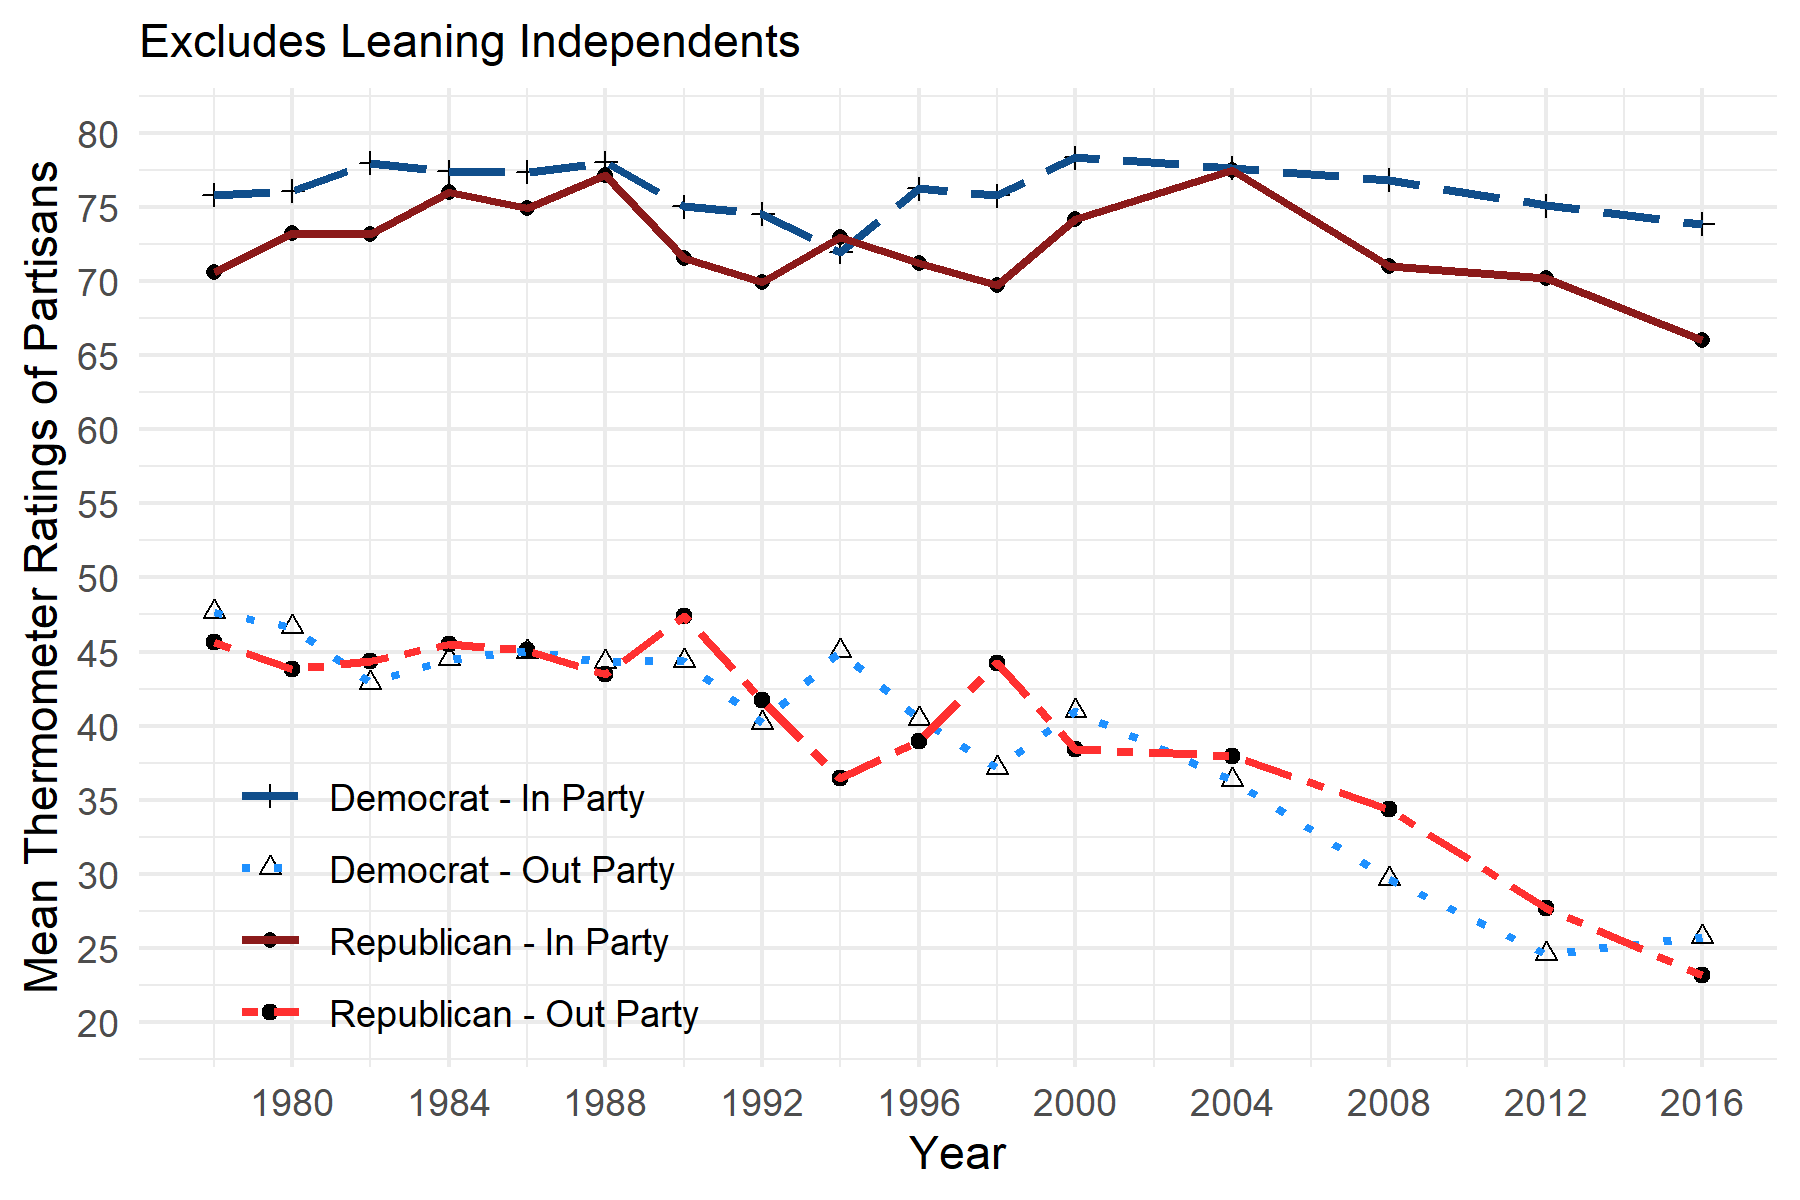 Excludes Leaning Independents
Mean Thermometer Ratings of Partisans
80
75
70
65
60
55
50
45
40
35
30
25
20
Democrat - In Party
Democrat - Out Party
Republican - In Party
Republican - Out Party
1980 1984 1988 1992 1996 2000 2004 2008 2012 2016
Year